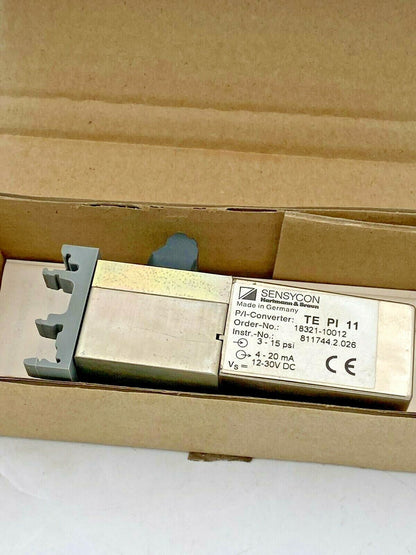 SENSYCON
Hartmann & Braun
Made in Germany
P/I-Converter: TE PI 11
Order-No.: 18321-10012
Instr.-No.: 811744.2.026
3 - 15 psi
4 - 20 mA
Vs = 12-30V DC
CE